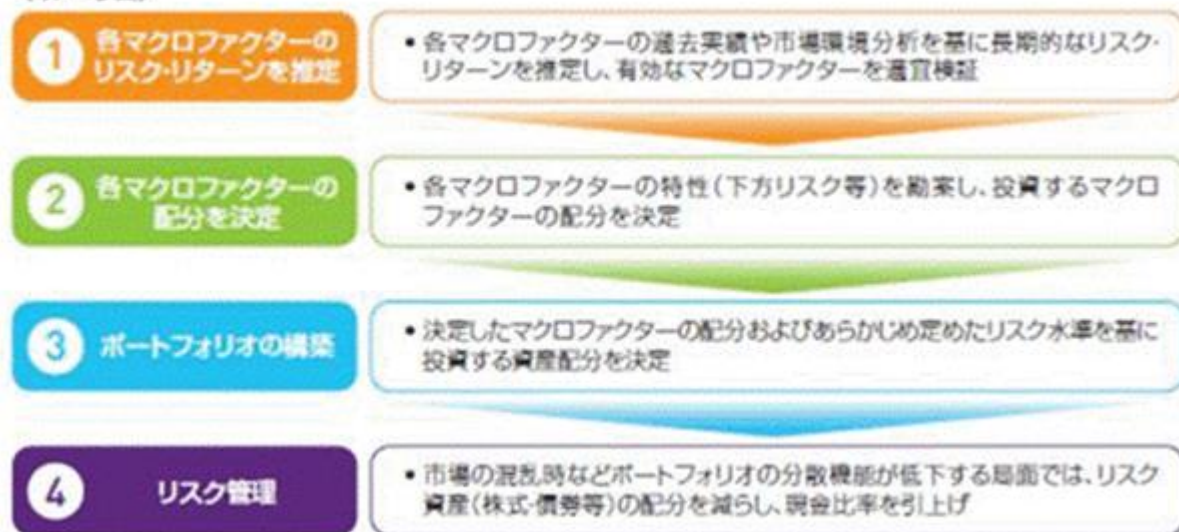 1
各マクロファクターの
リスク・リターンを推定
• 各マクロファクターの過去実績や市場環境分析を基に長期的なリスク・
リターンを推定し、有効なマクロファクターを適宜検証
2
各マクロファクターの
配分を決定
• 各マクロファクターの特性(下方リスク等)を勘案し、投資するマクロ
ファクターの配分を決定
3
ポートフォリオの構築
• 決定したマクロファクターの配分およびあらかじめ定めたリスク水準を基に
投資する資産配分を決定
4
リスク管理
• 市場の混乱時などポートフォリオの分散機能が低下する局面では、リスク
資産(株式・債券等)の配分を減らし、現金比率を引上げ